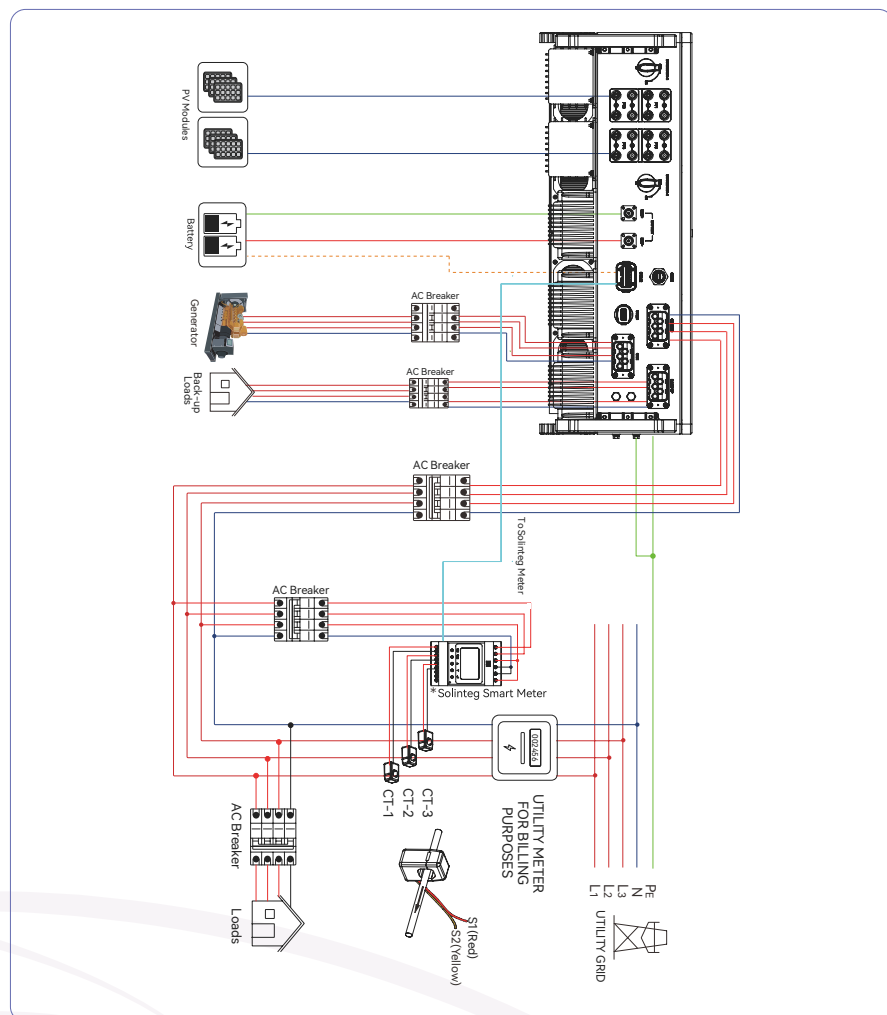 PV Modules
Battery
AC Breaker
Generator
AC Breaker
Back-up
Loads
AC Breaker
To Solinteg Meter
AC Breaker
* Solinteg Smart Meter
002456
UTILITY METER
FOR BILLING
PURPOSES
CT-3
CT-2
CT-1
AC Breaker
Loads
S1(Red)
S2(Yellow)
PE
N
L3
L2
L1
UTILITY GRID